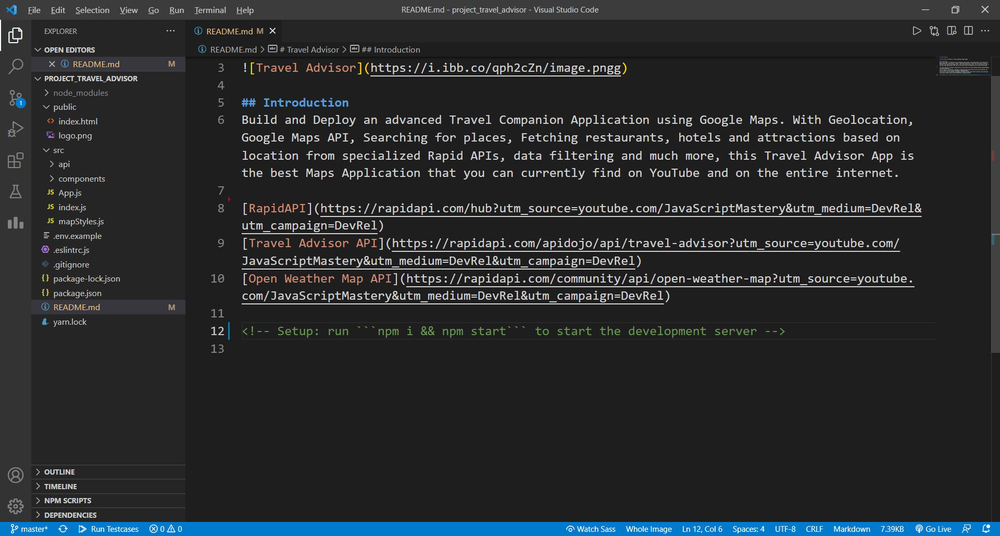 File Edit Selection View Go Run Terminal Help
README.md - project_travel_advisor - Visual Studio Code
EXPLORER
OPEN EDITORS
README.md M
PROJECT_TRAVEL_ADVISOR
node_modules
public
index.html
logo.png
src
api
components
JS App.js
JS index.js
JS mapStyles.js
.env.example
.eslintrc.js
.gitignore
{} package-lock.json
{} package.json
README.md M
yarn.lock
OUTLINE
TIMELINE
NPM SCRIPTS
DEPENDENCIES
1
README.md M
README.md > # Travel Advisor > ## Introduction
3 ![Travel Advisor](https://i.ibb.co/qph2cZn/image.pngg)
4
5 ## Introduction
6 Build and Deploy an advanced Travel Companion Application using Google Maps. With Geolocation,
Google Maps API, Searching for places, Fetching restaurants, hotels and attractions based on
location from specialized Rapid APIs, data filtering and much more, this Travel Advisor App is
the best Maps Application that you can currently find on YouTube and on the entire internet.
7
8 [RapidAPI](https://rapidapi.com/hub?utm_source=youtube.com/JavaScriptMastery&utm_medium=DevRel&
utm_campaign=DevRel)
9 [Travel Advisor API](https://rapidapi.com/apidojo/api/travel-advisor?utm_source=youtube.com/
JavaScriptMastery&utm_medium=DevRel&utm_campaign=DevRel)
10 [Open Weather Map API](https://rapidapi.com/community/api/open-weather-map?utm_source=youtube.
com/JavaScriptMastery&utm_medium=DevRel&utm_campaign=DevRel)
11
12 <!-- Setup: run ```npm i && npm start``` to start the development server -->
13
master* Run Testcases 0 0 Watch Sass Whole Image Ln 12, Col 6 Spaces: 4 UTF-8 CRLF Markdown 7.39KB Go Live